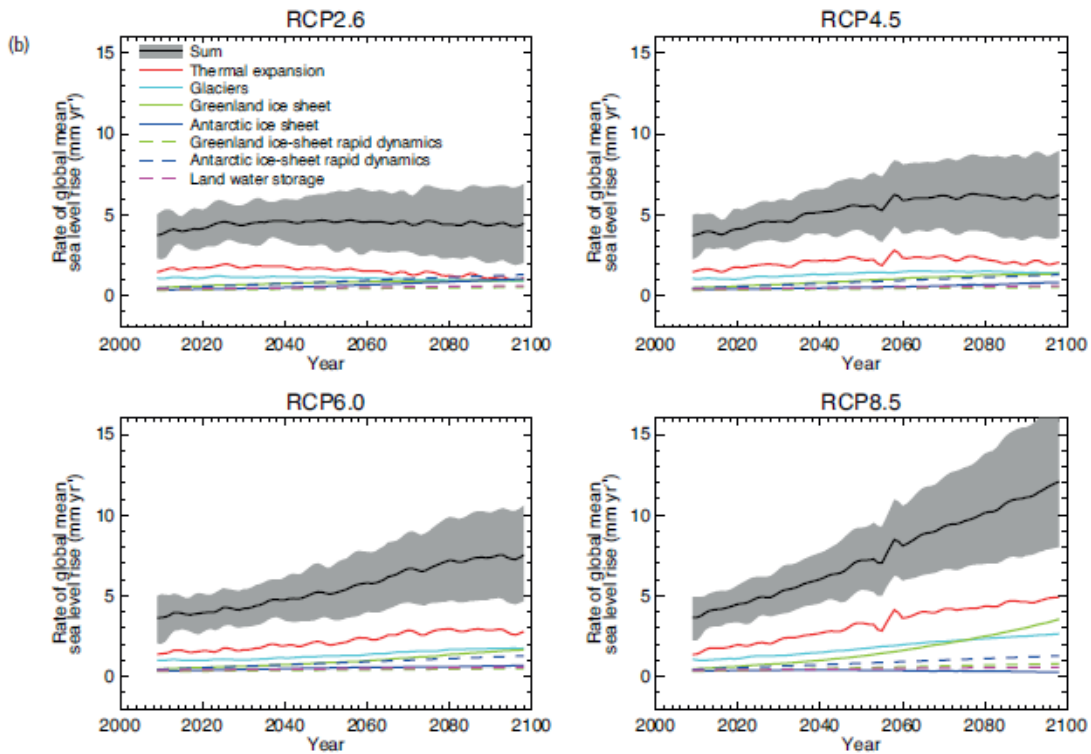 (b)
RCP2.6
Sum
Thermal expansion
Glaciers
Greenland ice sheet
Antarctic ice sheet
Greenland ice-sheet rapid dynamics
Antarctic ice-sheet rapid dynamics
Land water storage
Rate of global mean
sea level rise (mm yr⁻¹)
15
10
5
0
2000 2020 2040 2060 2080 2100
Year
RCP4.5
Rate of global mean
sea level rise (mm yr⁻¹)
15
10
5
0
2000 2020 2040 2060 2080 2100
Year
RCP6.0
Rate of global mean
sea level rise (mm yr⁻¹)
15
10
5
0
2000 2020 2040 2060 2080 2100
Year
RCP8.5
Rate of global mean
sea level rise (mm yr⁻¹)
15
10
5
0
2000 2020 2040 2060 2080 2100
Year